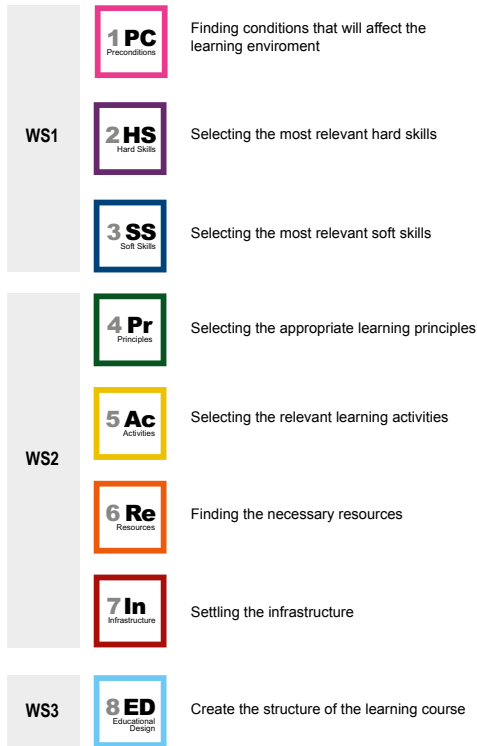 WS1
1 PC
Preconditions
Finding conditions that will affect the
learning enviroment
2 HS
Hard Skills
Selecting the most relevant hard skills
3 SS
Soft Skills
Selecting the most relevant soft skills
WS2
4 Pr
Principles
Selecting the appropriate learning principles
5 Ac
Activities
Selecting the relevant learning activities
6 Re
Resources
Finding the necessary resources
7 In
Infrastructure
Settling the infrastructure
WS3
8 ED
Educational
Design
Create the structure of the learning course